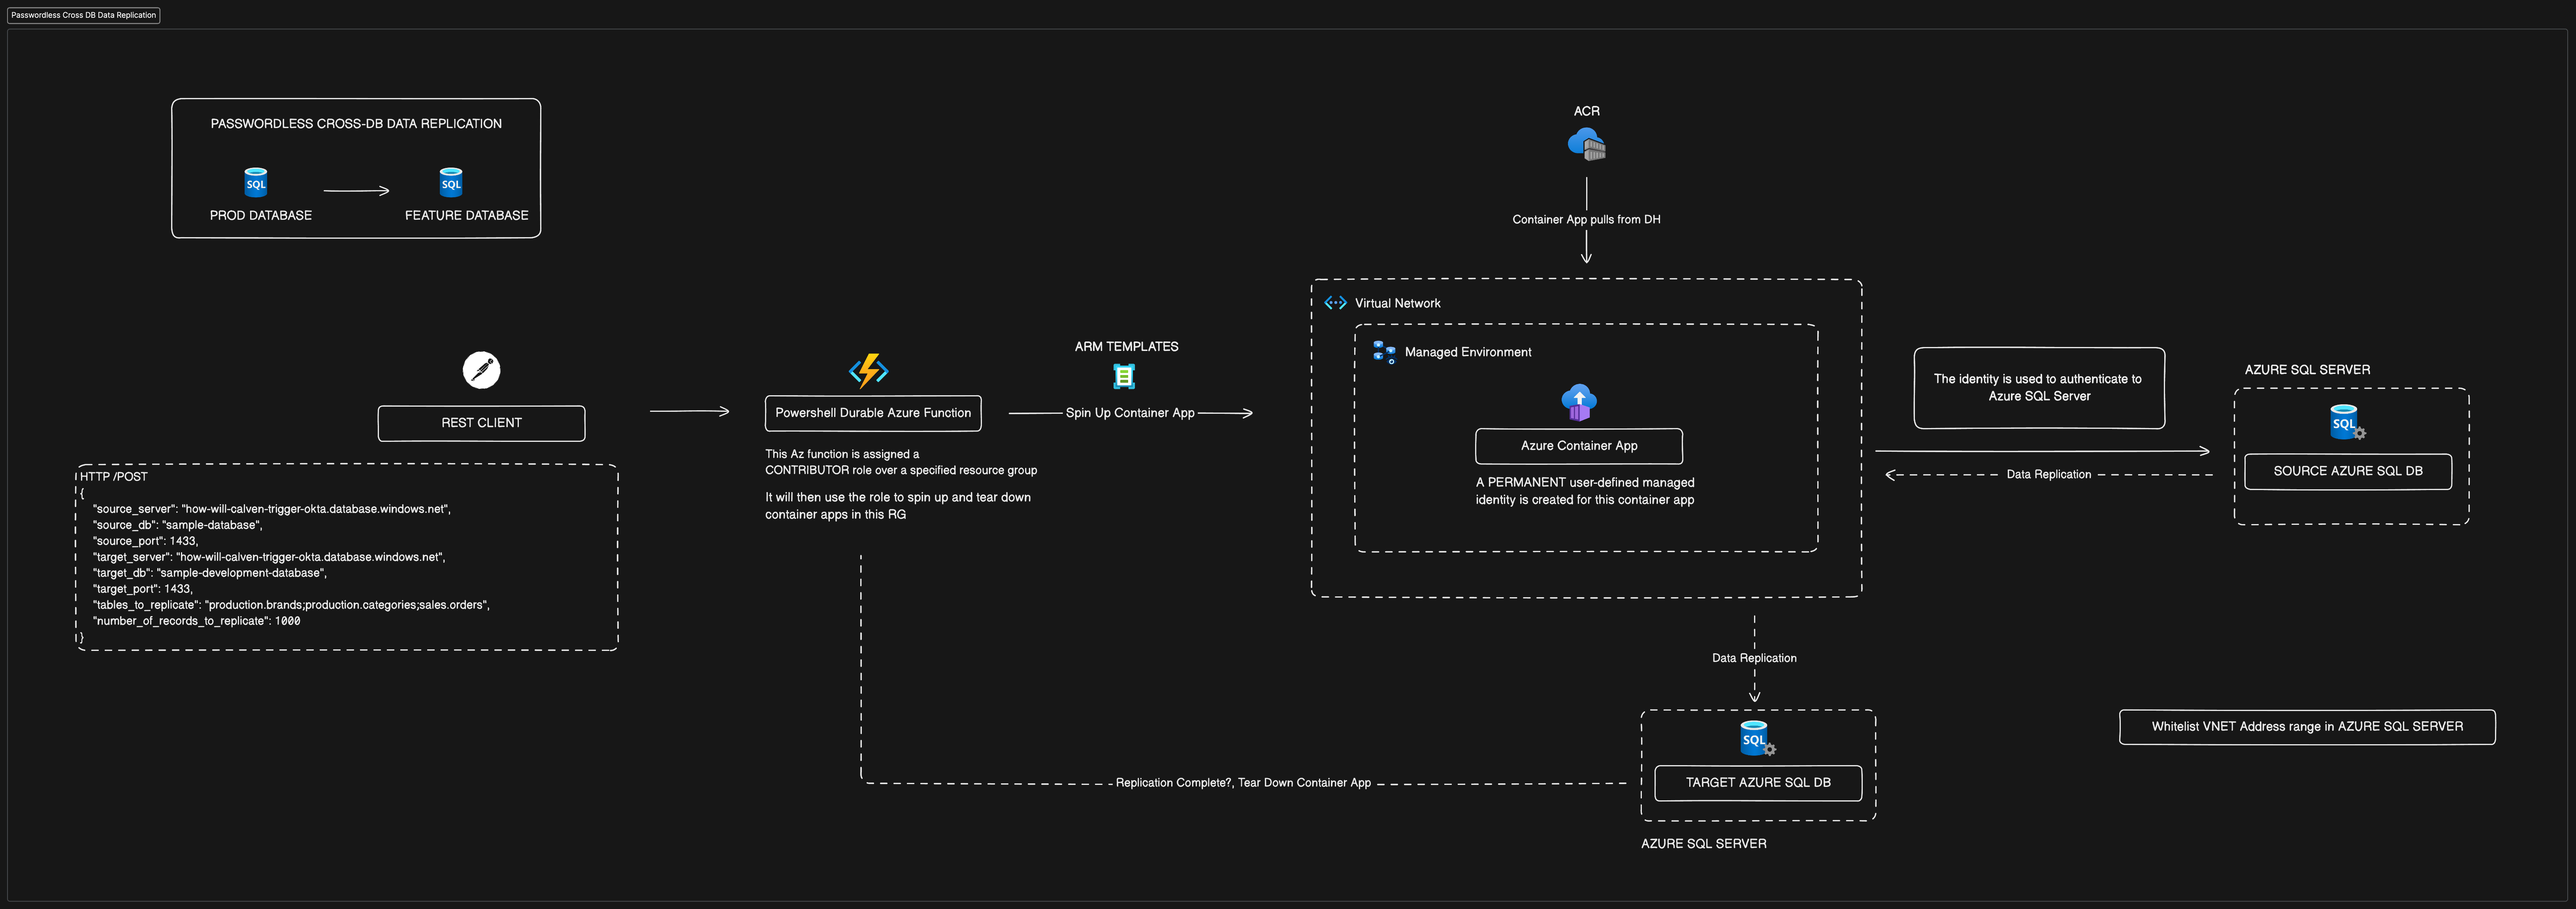 Passwordless Cross DB Data Replication
PASSWORDLESS CROSS-DB DATA REPLICATION
SQL
SQL
PROD DATABASE
FEATURE DATABASE
ACR
Container App pulls from DH
Virtual Network
Managed Environment
Azure Container App
A PERMANENT user-defined managed
identity is created for this container app
REST CLIENT
HTTP /POST
{
"source_server": "how-will-calven-trigger-okta.database.windows.net",
"source_db": "sample-database",
"source_port": 1433,
"target_server": "how-will-calven-trigger-okta.database.windows.net",
"target_db": "sample-development-database",
"target_port": 1433,
"tables_to_replicate": "production.brands;production.categories;sales.orders",
"number_of_records_to_replicate": 1000
}
Powershell Durable Azure Function
This Az function is assigned a
CONTRIBUTOR role over a specified resource group
It will then use the role to spin up and tear down
container apps in this RG
ARM TEMPLATES
Spin Up Container App
The identity is used to authenticate to
Azure SQL Server
Data Replication
AZURE SQL SERVER
SQL
SOURCE AZURE SQL DB
Data Replication
SQL
TARGET AZURE SQL DB
AZURE SQL SERVER
Replication Complete?, Tear Down Container App
Whitelist VNET Address range in AZURE SQL SERVER